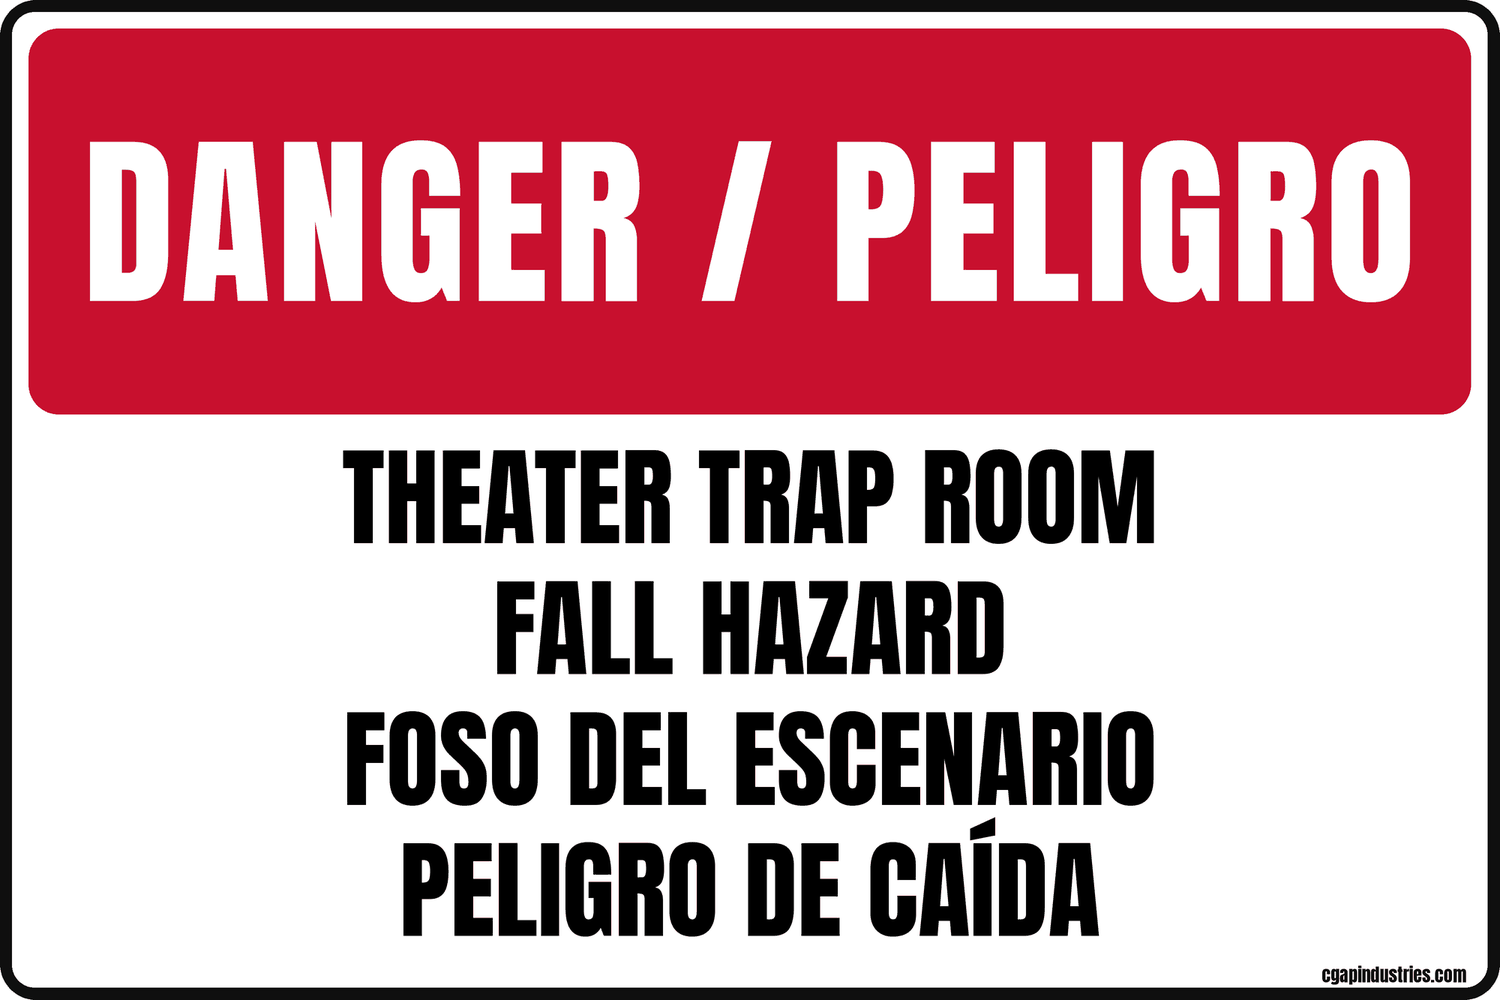 DANGER / PELIGRO
THEATER TRAP ROOM
FALL HAZARD
FOSO DEL ESCENARIO
PELIGRO DE CAÍDA
cgapindustries.com